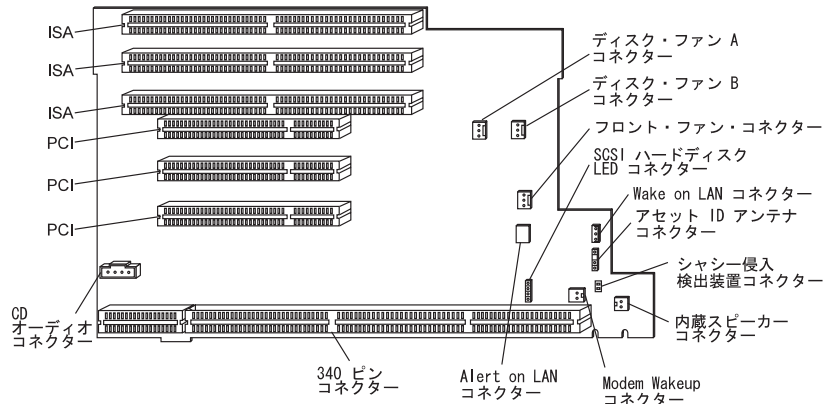 ISA
ISA
ISA
PCI
PCI
PCI
CD
オーディオ
コネクター
340 ピン
コネクター
Alert on LAN
コネクター
Modem Wakeup
コネクター
ディスク・ファン A
コネクター
ディスク・ファン B
コネクター
フロント・ファン・コネクター
SCSI ハードディスク
LED コネクター
Wake on LAN コネクター
アセット ID アンテナ
コネクター
シャシー侵入
検出装置コネクター
内蔵スピーカー
コネクター